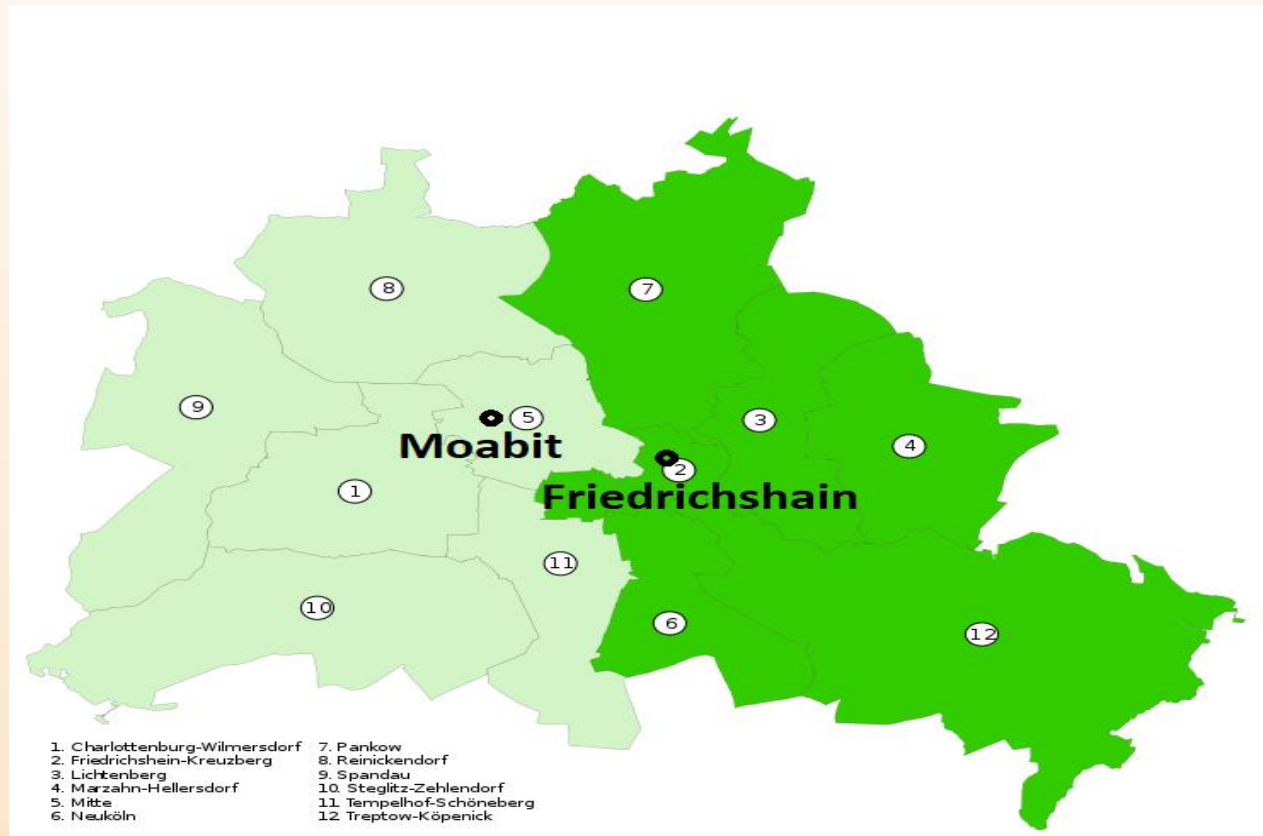 8
7
9
5
3
Moabit
4
2
1
Friedrichshain
11
10
6
12
1. Charlottenburg-Wilmersdorf
2. Friedrichshein-Kreuzberg
3. Lichtenberg
4. Marzahn-Hellersdorf
5. Mitte
6. Neuköln
7. Pankow
8. Reinickendorf
9. Spandau
10. Steglitz-Zehlendorf
11 Tempelhof-Schöneberg
12 Treptow-Köpenick